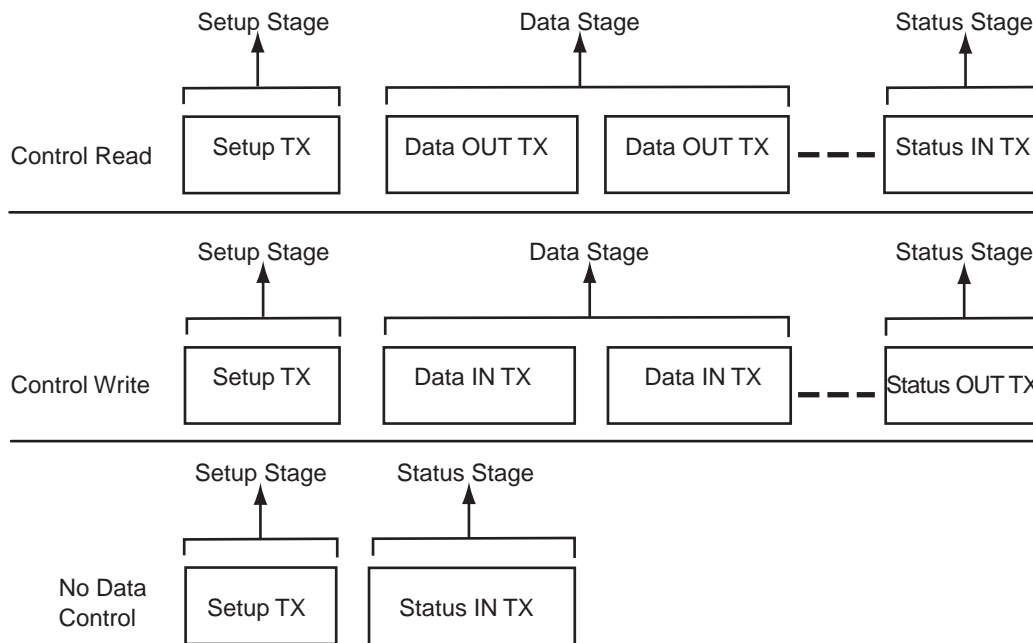 Setup Stage Data Stage Status Stage
Control Read Setup TX Data OUT TX Data OUT TX Status IN TX
Setup Stage Data Stage Status Stage
Control Write Setup TX Data IN TX Data IN TX Status OUT TX
Setup Stage Status Stage
No Data
Control Setup TX Status IN TX